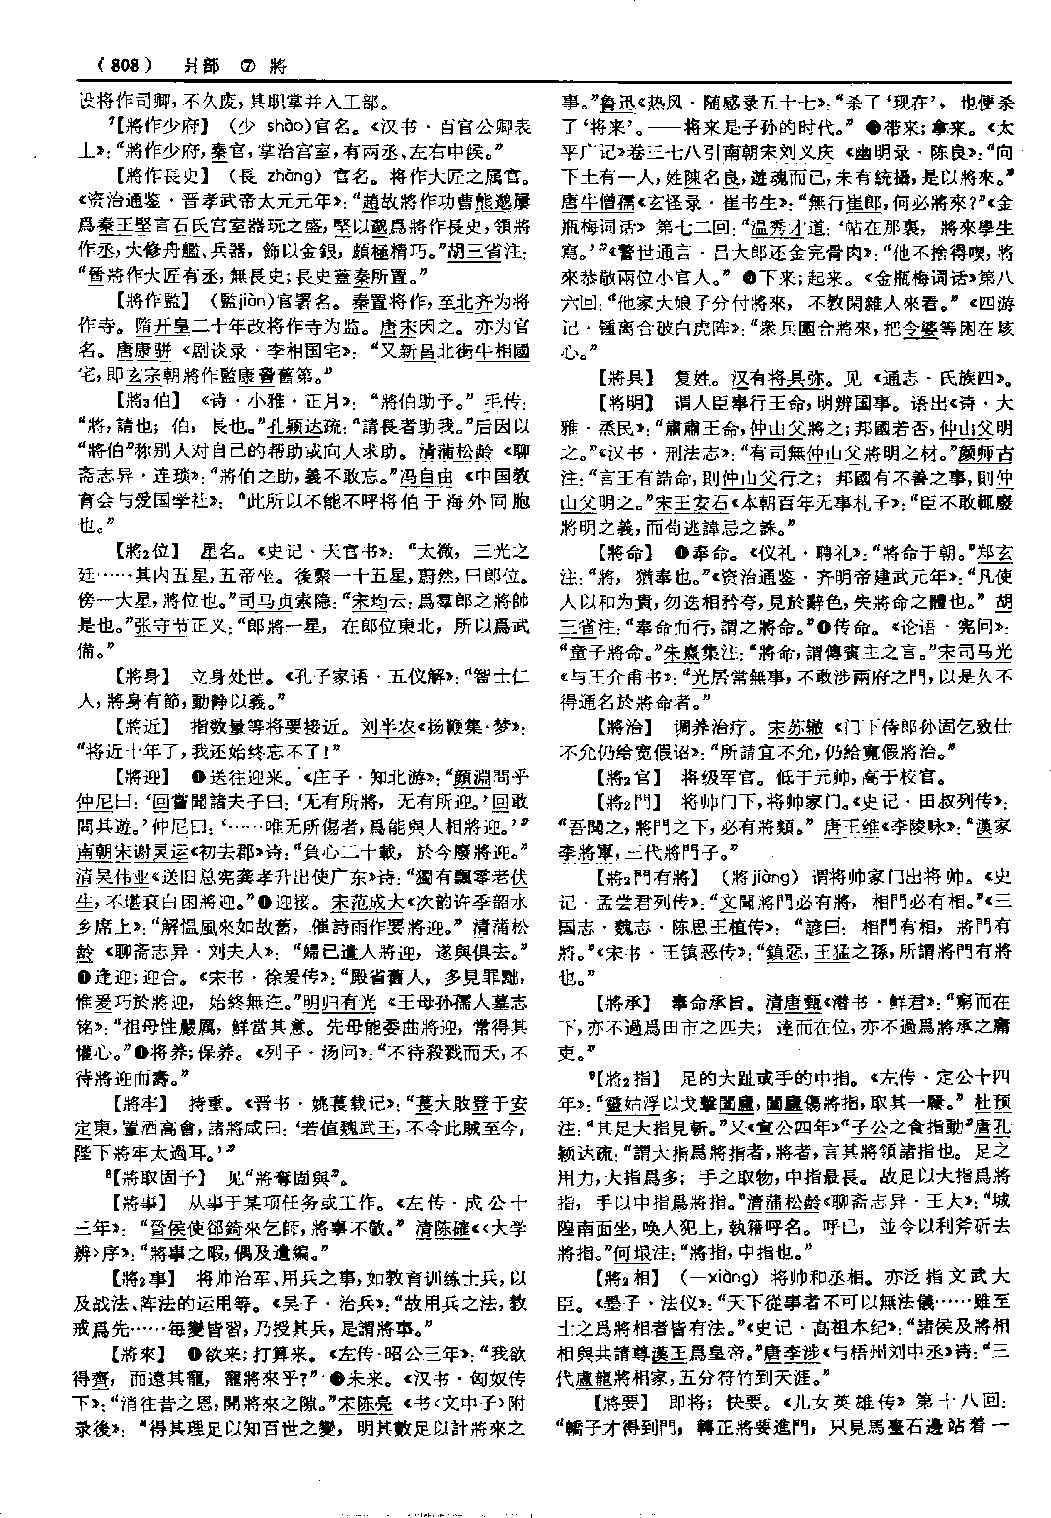 (808) 爿部 ⑦ 將
设将作司卿,不久废,其职掌并入工部。
7【將作少府】 (少 shào)官名。《汉书·百官公卿表
上》:“將作少府,秦官,掌治宫室,有兩丞、左右中侯。”
【將作長史】 (長 zhǎng) 官名。将作大匠之属官。
《资治通鉴·晋孝武帝太元元年》:“趙故將作功曹熊邈屢
爲秦王堅言石氏宫室器玩之盛,堅以邈爲將作長史,領將
作丞,大修舟艦、兵器,飾以金銀,頗極精巧。”胡三省注:
“晉將作大匠有丞,無長史;長史蓋秦所置。”
【將作監】 (監jiàn)官署名。秦置将作,至北齐为将
作寺。隋开皇二十年改将作寺为监。唐宋因之。亦为官
名。唐康骈《剧谈录·李相国宅》:“又新昌北街牛相國
宅,即玄宗朝將作監康䛒舊第。”
【將3伯】 《诗·小雅·正月》:“將伯助予。”毛传:
“將,請也;伯,長也。”孔颖达疏:“請長者助我。”后因以
“將伯”称别人对自己的帮助或向人求助。清蒲松龄《聊
斋志异·连琐》:“將伯之助,義不敢忘。”冯自由《中国教
育会与爱国学社》:“此所以不能不呼将伯于海外同胞
也。”
【將2位】 星名。《史记·天官书》:“太微,三光之
廷……其内五星,五帝坐。後聚一十五星,蔚然,曰郎位。
傍一大星,將位也。”司马贞索隐:“宋均云:爲羣郎之將帥
是也。”张守节正义:“郎將一星,在郎位東北,所以爲武
備。”
【將身】 立身处世。《孔子家语·五仪解》:“智士仁
人,將身有節,動静以義。”
【將近】 指数量等将要接近。刘半农《扬鞭集·梦》:
“将近十年了,我还始终忘不了!”
【將迎】 ❶送往迎来。《庄子·知北游》:“顔淵問乎
仲尼曰:‘回嘗聞諸夫子曰:‘无有所將,无有所迎。’回敢
問其遊。’仲尼曰:‘……唯无所傷者,爲能與人相將迎。’”
南朝宋谢灵运《初去郡》诗:“負心二十載,於今廢將迎。”
清吴伟业《送旧总宪龚孝升出使广东》诗:“獨有飄零老伏
生,不堪衰白困將迎。”❷迎接。宋范成大《次韵许季韶水
乡席上》:“解愠風來如故舊,催詩雨作要將迎。”清蒲松
龄《聊斋志异·刘夫人》:“婦已遣人將迎,遂與俱去。”
❸逢迎;迎合。《宋书·徐爰传》:“殿省舊人,多見罪黜,
惟爰巧於將迎,始終無迕。”明归有光《王母孙孺人墓志
铭》:“祖母性嚴厲,鮮當其意。先母能委曲將迎,常得其
懽心。”❹将养;保养。《列子·汤问》:“不待殺戮而夭,不
待將迎而壽。”
【將牢】 持重。《晋书·姚苌载记》:“萇大敗登于安
定東,置酒高會,諸將咸曰:‘若值魏武王,不令此賊至今,
陛下將牢太過耳。’”
8【將取固予】 见“將奪固與”。
【將事】 从事于某项任务或工作。《左传·成公十
三年》:“晉侯使郤錡來乞師,將事不敬。”清陈確《〈大学
辨〉序》:“將事之暇,偶及遺編。”
【將2事】 将帅治军、用兵之事,如教育训练士兵,以
及战法、阵法的运用等。《吴子·治兵》:“故用兵之法,教
戒爲先……每變皆習,乃授其兵,是謂將事。”
【將來】 ❶欲来;打算来。《左传·昭公三年》:“我欲
得齊,而遠其寵,寵將來乎?”❷未来。《汉书·匈奴传
下》:“消往昔之恩,開將來之隙。”宋陈亮《书〈文中子〉附
录後》:“得其理足以知百世之變,明其數足以計將來之
事。”鲁迅《热风·随感录五十七》:“杀了‘现在’,也便杀
了‘将来’。——将来是子孙的时代。”❸带来;拿来。《太
平广记》卷三七八引南朝宋刘义庆《幽明录·陈良》:“向
下土有一人,姓陳名良,遊魂而已,未有統攝,是以將來。”
唐牛僧孺《玄怪录·崔书生》:“無行崔郎,何必將來?”《金
瓶梅词话》第七二回:“温秀才道:‘帖在那裏,將來學生
寫。’”《警世通言·吕大郎还金完骨肉》:“他不捨得喫,將
來恭敬兩位小官人。”❹下来;起来。《金瓶梅词话》第八
六回:“他家大娘子分付將來,不教閑雜人來看。”《四游
记·锺离合破白虎阵》:“衆兵圍合將來,把令婆等困在垓
心。”
【將具】 复姓。汉有將具弥。见《通志·氏族四》。
【將明】 谓人臣奉行王命,明辨国事。语出《诗·大
雅·烝民》:“肅肅王命,仲山父將之;邦國若否,仲山父明
之。”《汉书·刑法志》:“有司無仲山父將明之材。”颜师古
注:“言王有誥命,則仲山父行之;邦國有不善之事,則仲
山父明之。”宋王安石《本朝百年无事札子》:“臣不敢輒廢
將明之義,而苟逃諱忌之誅。”
【將命】 ❶奉命。《仪礼·聘礼》:“將命于朝。”郑玄
注:“將,猶奉也。”《资治通鉴·齐明帝建武元年》:“凡使
人以和为貴,勿迭相矜夸,見於辭色,失將命之體也。”胡
三省注:“奉命而行,謂之將命。”❷传命。《论语·宪问》:
“童子將命。”朱熹集注:“將命,謂傳賓主之言。”宋司马光
《与王介甫书》:“光居常無事,不敢涉兩府之門,以是久不
得通名於將命者。”
【將治】 调养治疗。宋苏辙《门下侍郎孙固乞致仕
不允仍给宽假诏》:“所請宜不允,仍給寬假將治。”
【將2官】 将级军官。低于元帅,高于校官。
【將2門】 将帅门下,将帅家门。《史记·田叔列传》:
“吾聞之,將門之下,必有將類。”唐王维《李陵咏》:“漢家
李將軍,三代將門子。”
【將2門有將】 (將jiàng) 谓将帅家门出将帅。《史
记·孟尝君列传》:“文聞將門必有將,相門必有相。”《三
国志·魏志·陈思王植传》:“諺曰:相門有相,將門有
將。”《宋书·王镇恶传》:“鎮惡,王猛之孫,所謂將門有將
也。”
【將承】 奉命承旨。清唐甄《潜书·鲜君》:“窮而在
下,亦不過爲田市之匹夫;達而在位,亦不過爲將承之庸
吏。”
9【將2指】 足的大趾或手的中指。《左传·定公十四
年》:“靈姑浮以戈擊闔廬,闔廬傷將指,取其一屨。”杜预
注:“其足大指見斬。”又《宣公四年》“子公之食指動”唐孔
颖达疏:“謂大指爲將指者,將者,言其將領諸指也。足之
用力,大指爲多;手之取物,中指最長。故足以大指爲將
指,手以中指爲將指。”清蒲松龄《聊斋志异·王大》:“城
隍南面坐,唤人犯上,執籍呼名。呼已,並令以利斧斫去
將指。”何垠注:“將指,中指也。”
【將2相】 (—xiàng) 将帅和丞相。亦泛指文武大
臣。《墨子·法仪》:“天下從事者不可以無法儀……雖至
士之爲將相者皆有法。”《史记·高祖本纪》:“諸侯及將相
相與共請尊漢王爲皇帝。”唐李涉《与梧州刘中丞》诗:“三
代盧龍將相家,五分符竹到天涯。”
【將要】 即将;快要。《儿女英雄传》第十八回:
“轎子才得到門,轉正將要進門,只見馬臺石邊站着一